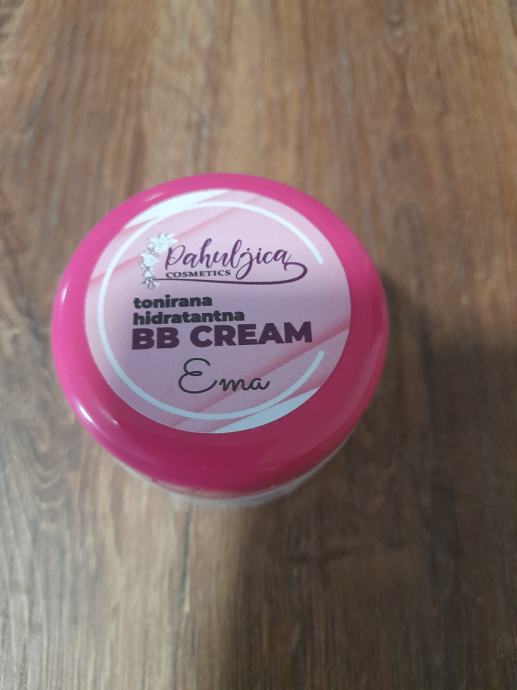 Pahuljica
COSMETICS
tonirana
hidratantna
BB CREAM
Ema